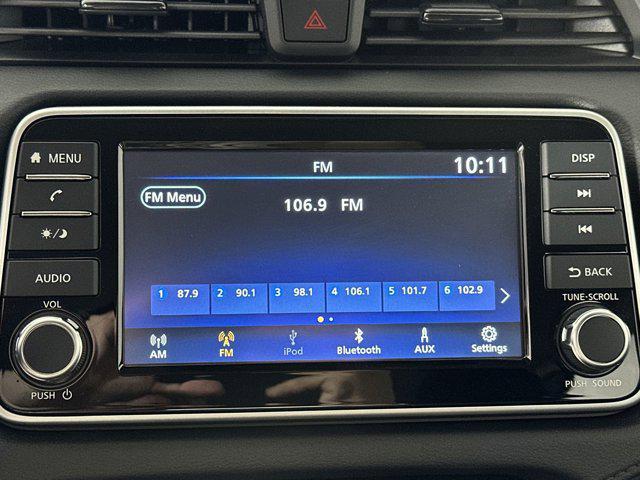 MENU
FM
10:11
DISP
FM Menu
106.9 FM
AUDIO
BACK
1 87.9 2 90.1 3 98.1 4 106.1 5 101.7 6 102.9
VOL
TUNE-SCROLL
AM FM iPod Bluetooth AUX Settings
PUSH
PUSH SOUND